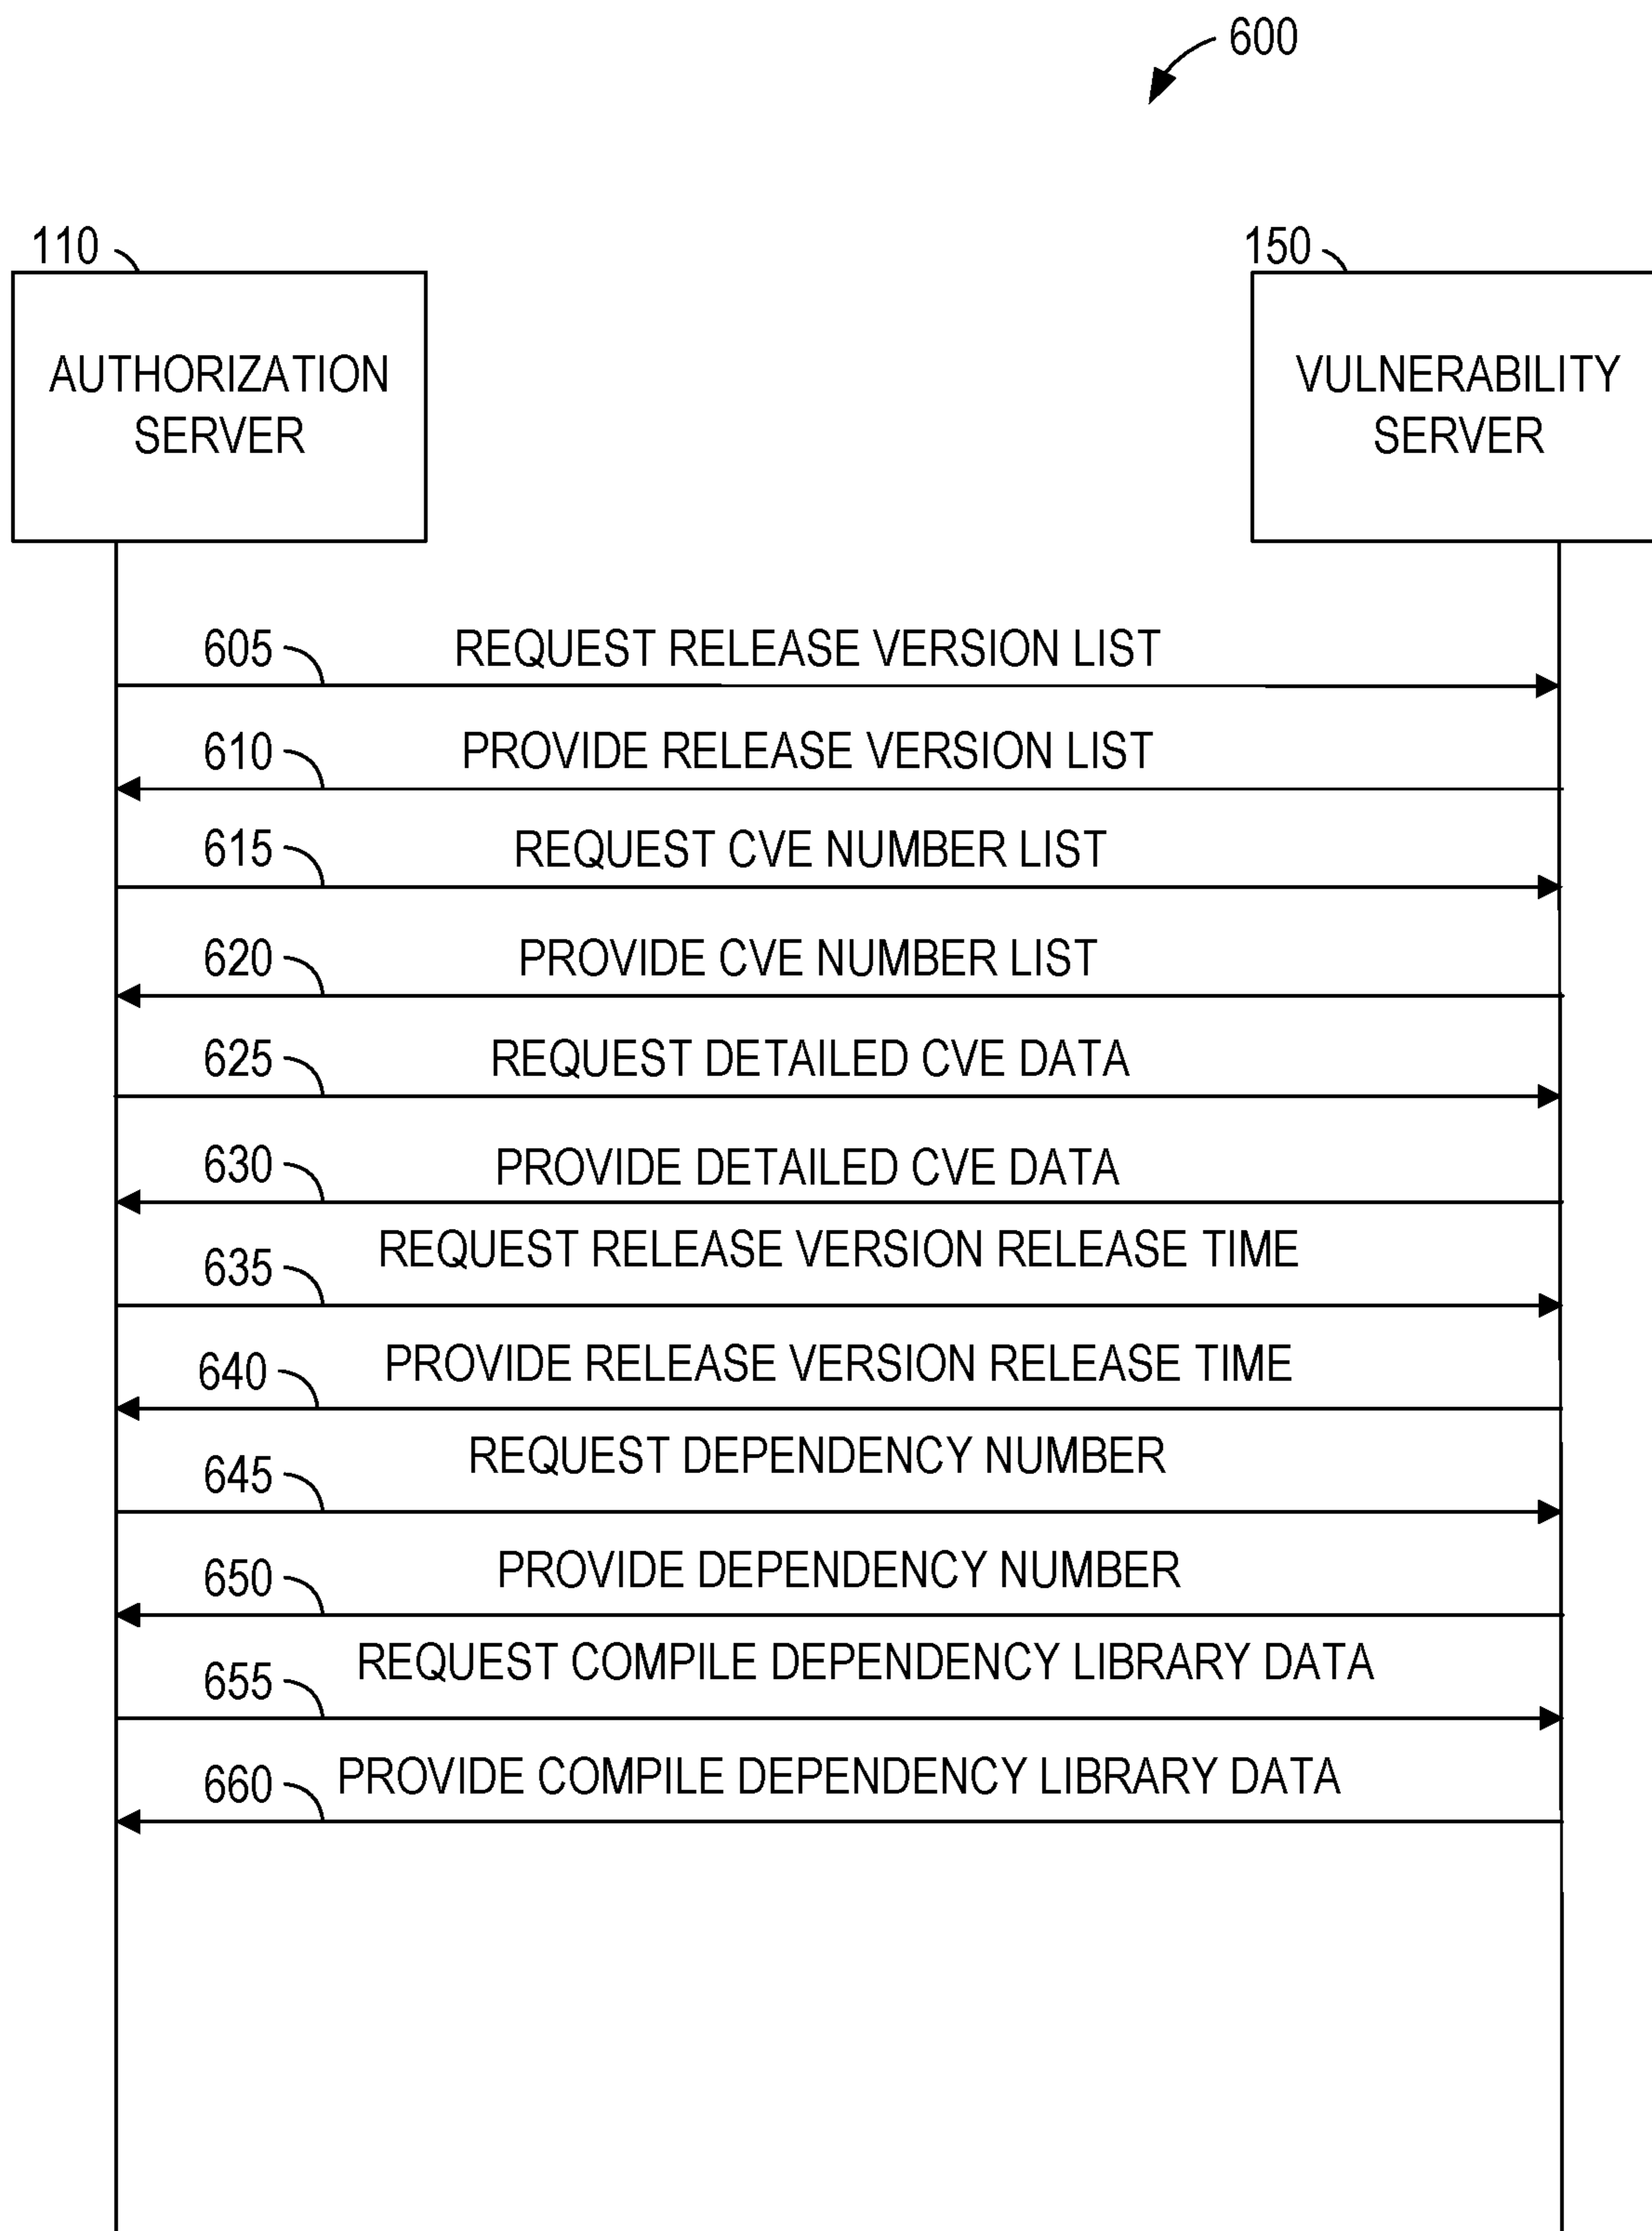 600
110
150
AUTHORIZATION
SERVER
VULNERABILITY
SERVER
605 REQUEST RELEASE VERSION LIST
610 PROVIDE RELEASE VERSION LIST
615 REQUEST CVE NUMBER LIST
620 PROVIDE CVE NUMBER LIST
625 REQUEST DETAILED CVE DATA
630 PROVIDE DETAILED CVE DATA
635 REQUEST RELEASE VERSION RELEASE TIME
640 PROVIDE RELEASE VERSION RELEASE TIME
645 REQUEST DEPENDENCY NUMBER
650 PROVIDE DEPENDENCY NUMBER
655 REQUEST COMPILE DEPENDENCY LIBRARY DATA
660 PROVIDE COMPILE DEPENDENCY LIBRARY DATA